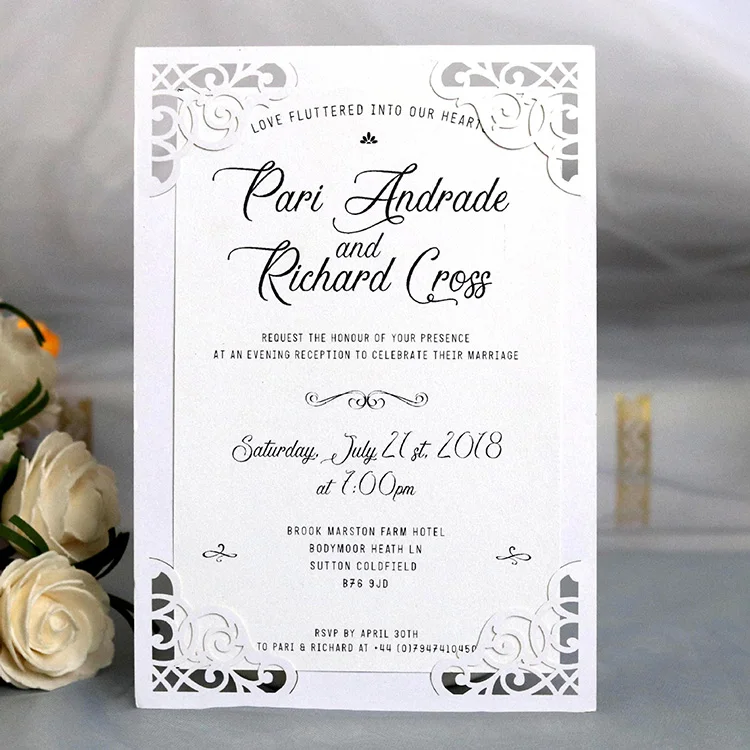 LOVE FLUTTERED INTO OUR HEART
Pari Andrade
and
Richard Cross
REQUEST THE HONOUR OF YOUR PRESENCE
AT AN EVENING RECEPTION TO CELEBRATE THEIR MARRIAGE
Saturday, July 21st, 2018
at 7:00pm
BROOK MARSTON FARM HOTEL
BODYMOOR HEATH LN
SUTTON COLDFIELD
B76 9JD
RSVP BY APRIL 30TH
TO PARI & RICHARD AT +44 (0)7947410450